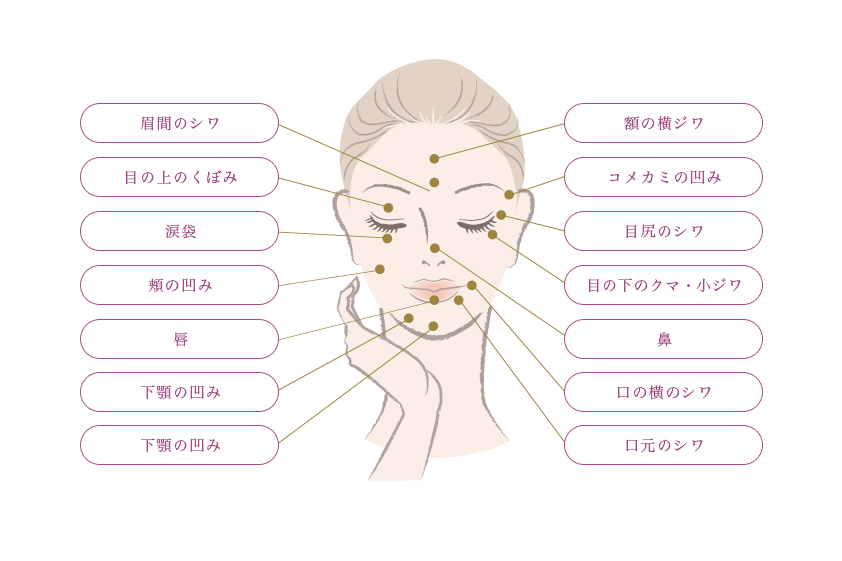 眉間のシワ
目の上のくぼみ
涙袋
頬の凹み
唇
下顎の凹み
下顎の凹み
額の横ジワ
コメカミの凹み
目尻のシワ
目の下のクマ・小ジワ
鼻
口の横のシワ
口元のシワ